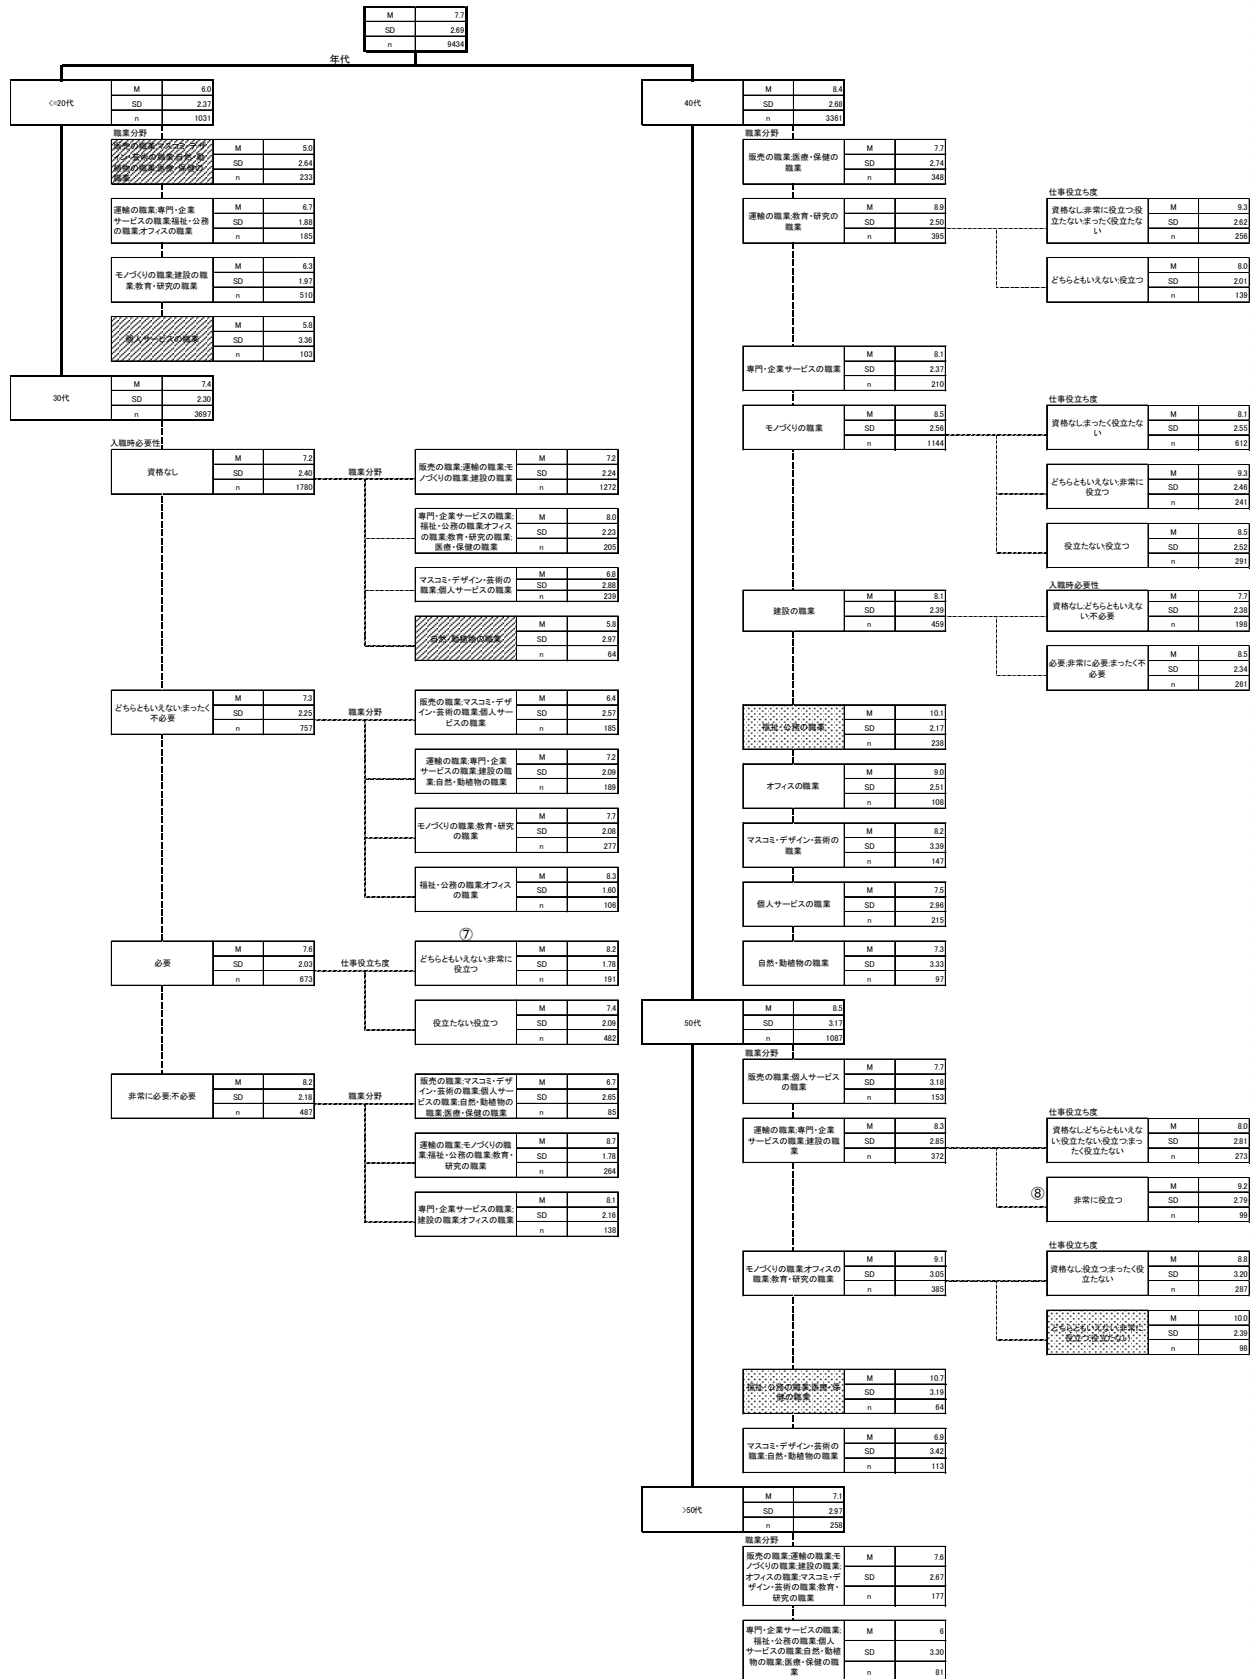 M 7.7
SD 2.69
n 9434
年代
<=20代
M 6.0
SD 2.37
n 1031
職業分野
販売の職業;マスコミ・デザ
イン・芸術の職業;自然・動
植物の職業;医療・保健の
職業
M 5.0
SD 2.64
n 233
運輸の職業;専門・企業
サービスの職業;福祉・公務
の職業;オフィスの職業
M 6.7
SD 1.88
n 185
モノづくりの職業;建設の職
業;教育・研究の職業
M 6.3
SD 1.97
n 510
個人サービスの職業
M 5.8
SD 3.36
n 103
30代
M 7.4
SD 2.30
n 3697
入職時必要性
資格なし
M 7.2
SD 2.40
n 1780
職業分野
販売の職業;運輸の職業;モ
ノづくりの職業;建設の職業
M 7.2
SD 2.24
n 1272
専門・企業サービスの職業;
福祉・公務の職業;オフィス
の職業;教育・研究の職業;
医療・保健の職業
M 8.0
SD 2.23
n 205
マスコミ・デザイン・芸術の
職業;個人サービスの職業
M 6.8
SD 2.88
n 239
自然・動植物の職業
M 5.8
SD 2.97
n 64
どちらともいえない;まったく
不必要
M 7.3
SD 2.25
n 757
職業分野
販売の職業;マスコミ・デザ
イン・芸術の職業;個人サー
ビスの職業
M 6.4
SD 2.57
n 185
運輸の職業;専門・企業
サービスの職業;建設の職
業;自然・動植物の職業
M 7.2
SD 2.09
n 189
モノづくりの職業;教育・研究
の職業
M 7.7
SD 2.08
n 277
福祉・公務の職業;オフィス
の職業
M 8.3
SD 1.60
n 106
必要
M 7.6
SD 2.03
n 673
仕事役立ち度
⑦
どちらともいえない;非常に
役立つ
M 8.2
SD 1.78
n 191
役立たない;役立つ
M 7.4
SD 2.09
n 482
非常に必要;不必要
M 8.2
SD 2.18
n 487
職業分野
販売の職業;マスコミ・デザ
イン・芸術の職業;個人サー
ビスの職業;自然・動植物の
職業;医療・保健の職業
M 6.7
SD 2.65
n 85
運輸の職業;モノづくりの職
業;福祉・公務の職業;教育・
研究の職業
M 8.7
SD 1.78
n 264
専門・企業サービスの職業;
建設の職業;オフィスの職業
M 8.1
SD 2.16
n 138
40代
M 8.4
SD 2.68
n 3361
職業分野
販売の職業;医療・保健の
職業
M 7.7
SD 2.74
n 348
運輸の職業;教育・研究の
職業
M 8.9
SD 2.50
n 395
仕事役立ち度
資格なし;非常に役立つ;役
立たない;まったく役立たな
い
M 9.3
SD 2.62
n 256
どちらともいえない;役立つ
M 8.0
SD 2.01
n 139
専門・企業サービスの職業
M 8.1
SD 2.37
n 210
モノづくりの職業
M 8.5
SD 2.56
n 1144
仕事役立ち度
資格なし;まったく役立たな
い
M 8.1
SD 2.55
n 612
どちらともいえない;非常に
役立つ
M 9.3
SD 2.46
n 241
役立たない;役立つ
M 8.5
SD 2.52
n 291
建設の職業
M 8.1
SD 2.39
n 459
入職時必要性
資格なし;どちらともいえな
い;不必要
M 7.7
SD 2.38
n 198
必要;非常に必要;まったく不
必要
M 8.5
SD 2.34
n 261
福祉・公務の職業
M 10.1
SD 2.17
n 238
オフィスの職業
M 9.0
SD 2.51
n 108
マスコミ・デザイン・芸術の
職業
M 8.2
SD 3.39
n 147
個人サービスの職業
M 7.5
SD 2.96
n 215
自然・動植物の職業
M 7.3
SD 3.33
n 97
50代
M 8.5
SD 3.17
n 1087
職業分野
販売の職業;個人サービス
の職業
M 7.7
SD 3.18
n 153
運輸の職業;専門・企業
サービスの職業;建設の職
業
M 8.3
SD 2.85
n 372
仕事役立ち度
資格なし;どちらともいえな
い;役立たない;役立つ;まっ
たく役立たない
M 8.0
SD 2.81
n 273
⑧
非常に役立つ
M 9.2
SD 2.79
n 99
モノづくりの職業;オフィスの
職業;教育・研究の職業
M 9.1
SD 3.05
n 385
仕事役立ち度
資格なし;役立つ;まったく役
立たない
M 8.8
SD 3.20
n 287
どちらともいえない;非常に
役立つ;役立たない
M 10.0
SD 2.39
n 98
福祉・公務の職業;医療・保
健の職業
M 10.7
SD 3.19
n 64
マスコミ・デザイン・芸術の
職業;自然・動植物の職業
M 6.9
SD 3.42
n 113
>50代
M 7.1
SD 2.97
n 258
職業分野
販売の職業;運輸の職業;モ
ノづくりの職業;建設の職業;
オフィスの職業;マスコミ・デ
ザイン・芸術の職業;教育・
研究の職業
M 7.6
SD 2.67
n 177
専門・企業サービスの職業;
福祉・公務の職業;個人
サービスの職業;自然・動植
物の職業;医療・保健の職
業
M 6
SD 3.30
n 81